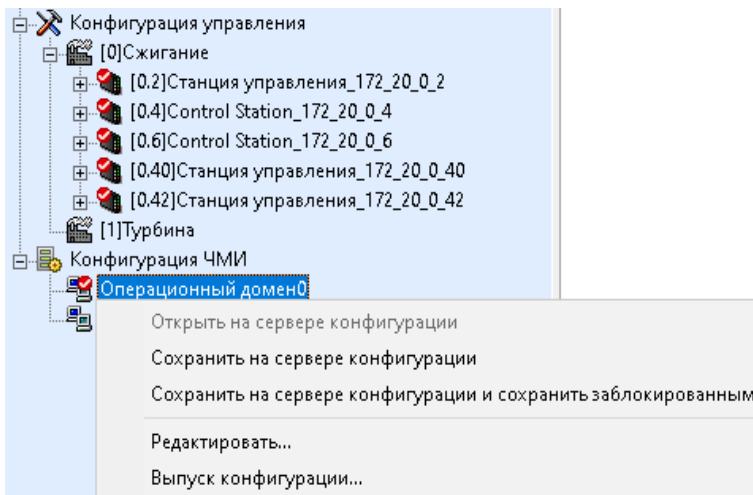 Конфигурация управления
[0]Сжигание
[0.2]Станция управления_172_20_0_2
[0.4]Control Station_172_20_0_4
[0.6]Control Station_172_20_0_6
[0.40]Станция управления_172_20_0_40
[0.42]Станция управления_172_20_0_42
[1]Турбина
Конфигурация ЧМИ
Операционный домен0
Открыть на сервере конфигурации
Сохранить на сервере конфигурации
Сохранить на сервере конфигурации и сохранить заблокированным
Редактировать...
Выпуск конфигурации...